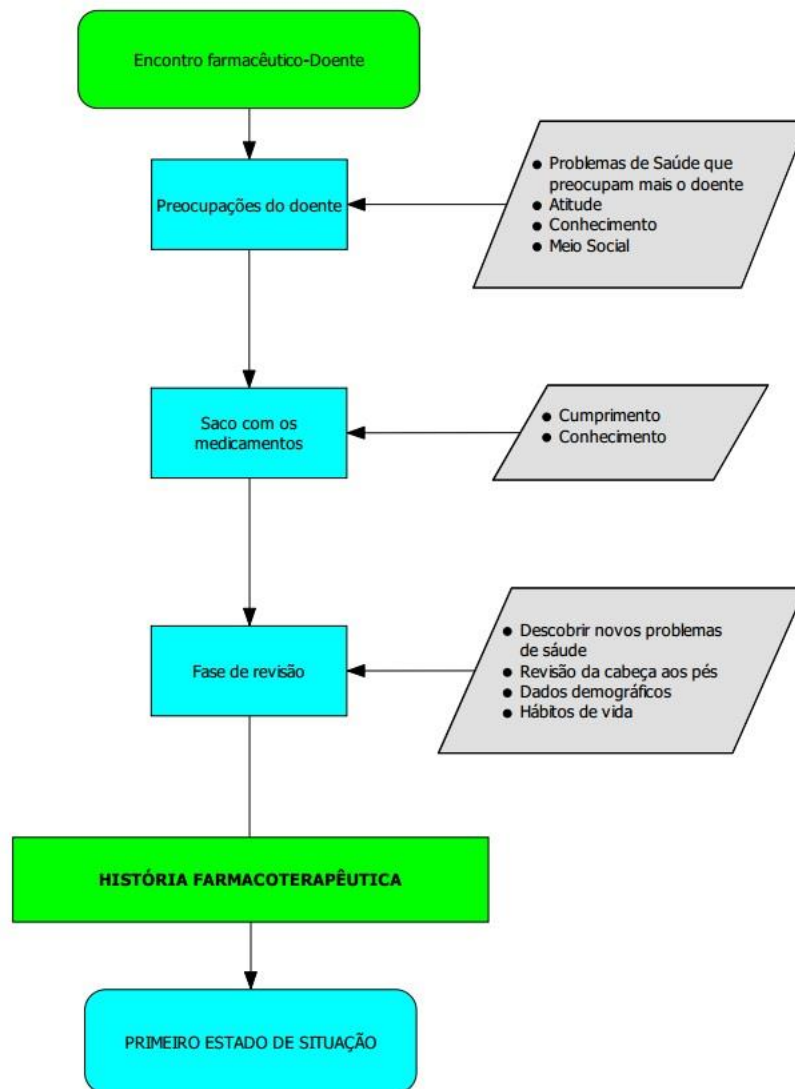 Encontro farmacêutico-Doente
Preocupações do doente
● Problemas de Saúde que
preocupam mais o doente
● Atitude
● Conhecimento
● Meio Social
Saco com os
medicamentos
● Cumprimento
● Conhecimento
Fase de revisão
● Descobrir novos problemas
de sáude
● Revisão da cabeça aos pés
● Dados demográficos
● Hábitos de vida
HISTÓRIA FARMACOTERAPÊUTICA
PRIMEIRO ESTADO DE SITUAÇÃO